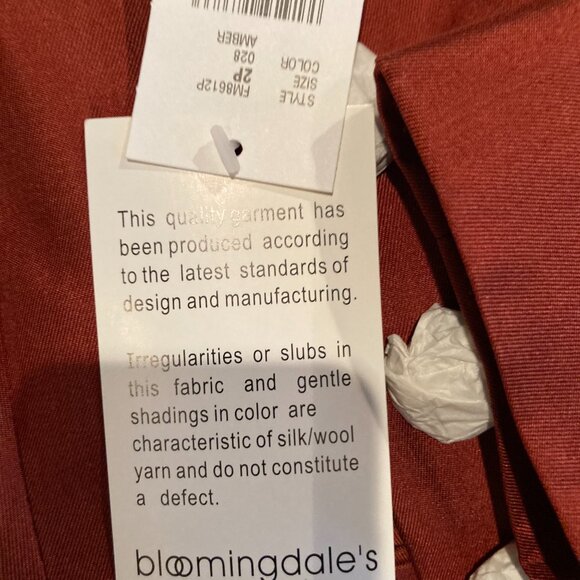 STYLE FM8612P
SIZE 2P
COLOR 028
AMBER
This quality garment has
been produced according
to the latest standards of
design and manufacturing.
Irregularities or slubs in
this fabric and gentle
shadings in color are
characteristic of silk/wool
yarn and do not constitute
a defect.
bloomingdale's